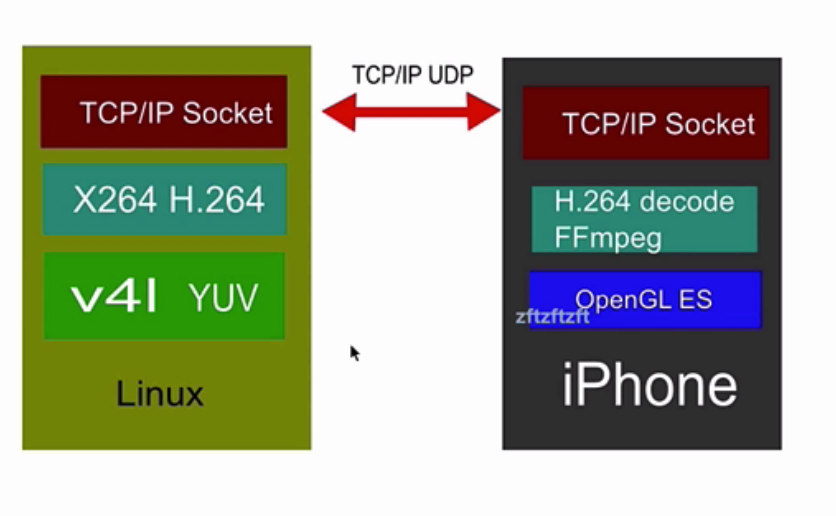 TCP/IP UDP
TCP/IP Socket
X264 H.264
v4l YUV
Linux
TCP/IP Socket
H.264 decode
FFmpeg
OpenGL ES
zftzftzft
iPhone